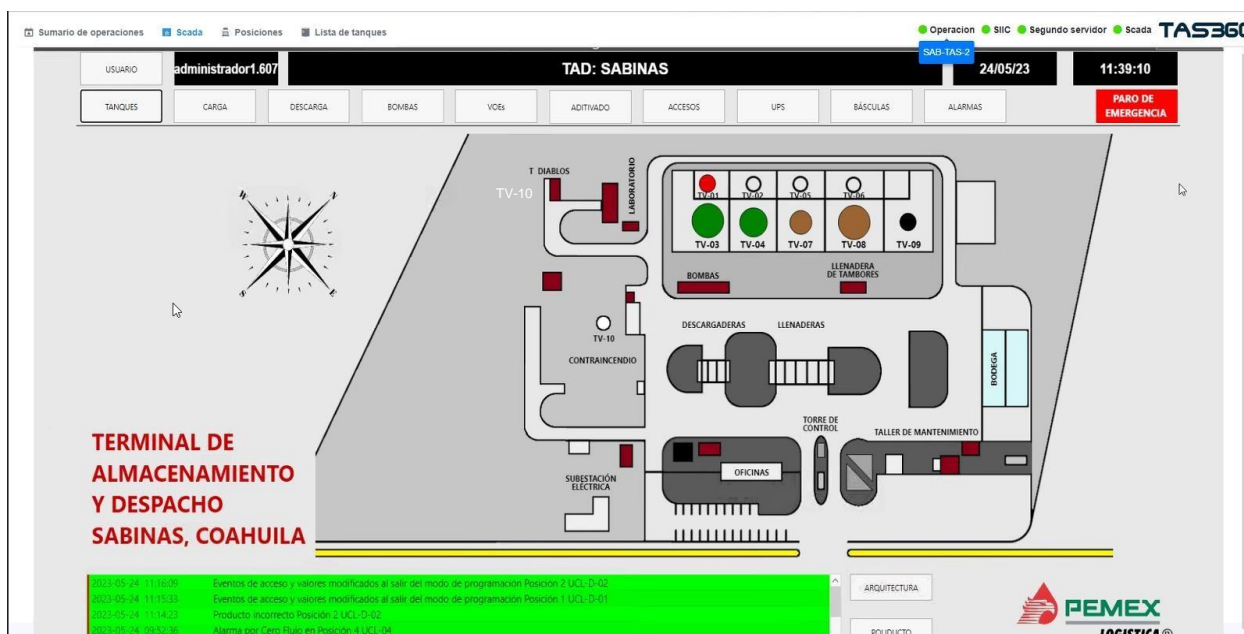 Sumario de operaciones Scada Posiciones Lista de tanques Operacion SIIC Segundo servidor Scada TAS360
SAB-TAS-2
USUARIO administrador1.607 TAD: SABINAS 24/05/23 11:39:10
TANQUES CARGA DESCARGA BOMBAS VOEs ADITIVADO ACCESOS UPS BÁSCULAS ALARMAS PARO DE EMERGENCIA
T DIABLOS
LABORATORIO
TV-10
TV-01 TV-02 TV-05 TV-06
TV-03 TV-04 TV-07 TV-08 TV-09
N
E
S
BOMBAS
LLENADERA
DE TAMBORES
TV-10
DESCARGADERAS LLENADERAS
CONTRAINCENDIO
BODEGA
TORRE DE
CONTROL
TALLER DE MANTENIMIENTO
OFICINAS
SUBESTACIÓN
ELÉCTRICA
TERMINAL DE
ALMACENAMIENTO
Y DESPACHO
SABINAS, COAHUILA
2023-05-24 11:16:09 Eventos de acceso y valores modificados al salir del modo de programación Posición 2 UCL-D-02
2023-05-24 11:15:33 Eventos de acceso y valores modificados al salir del modo de programación Posición 1 UCL-D-01
2023-05-24 11:14:23 Producto incorrecto Posición 2 UCL-D-02
2023-05-24 09:52:36 Alarma por Cero Flujo en Posición 4 UCL-04
ARQUITECTURA
POLIDUCTO
PEMEX
LOGÍSTICA®